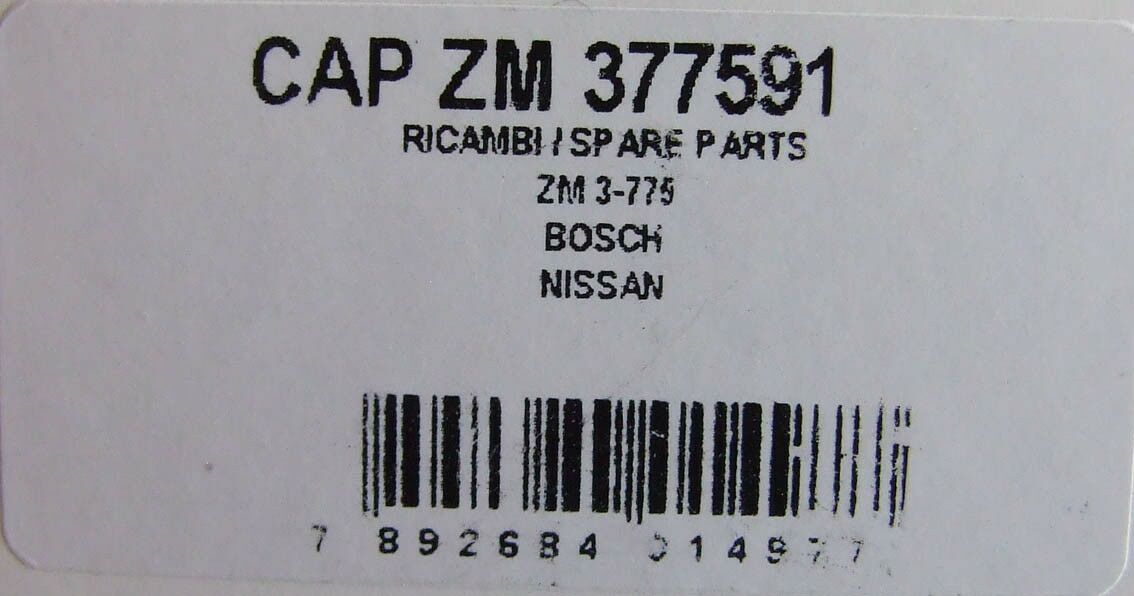 CAP ZM 377591
RICAMBI / SPARE PARTS
ZM 3-775
BOSCH
NISSAN
7 892684 014977